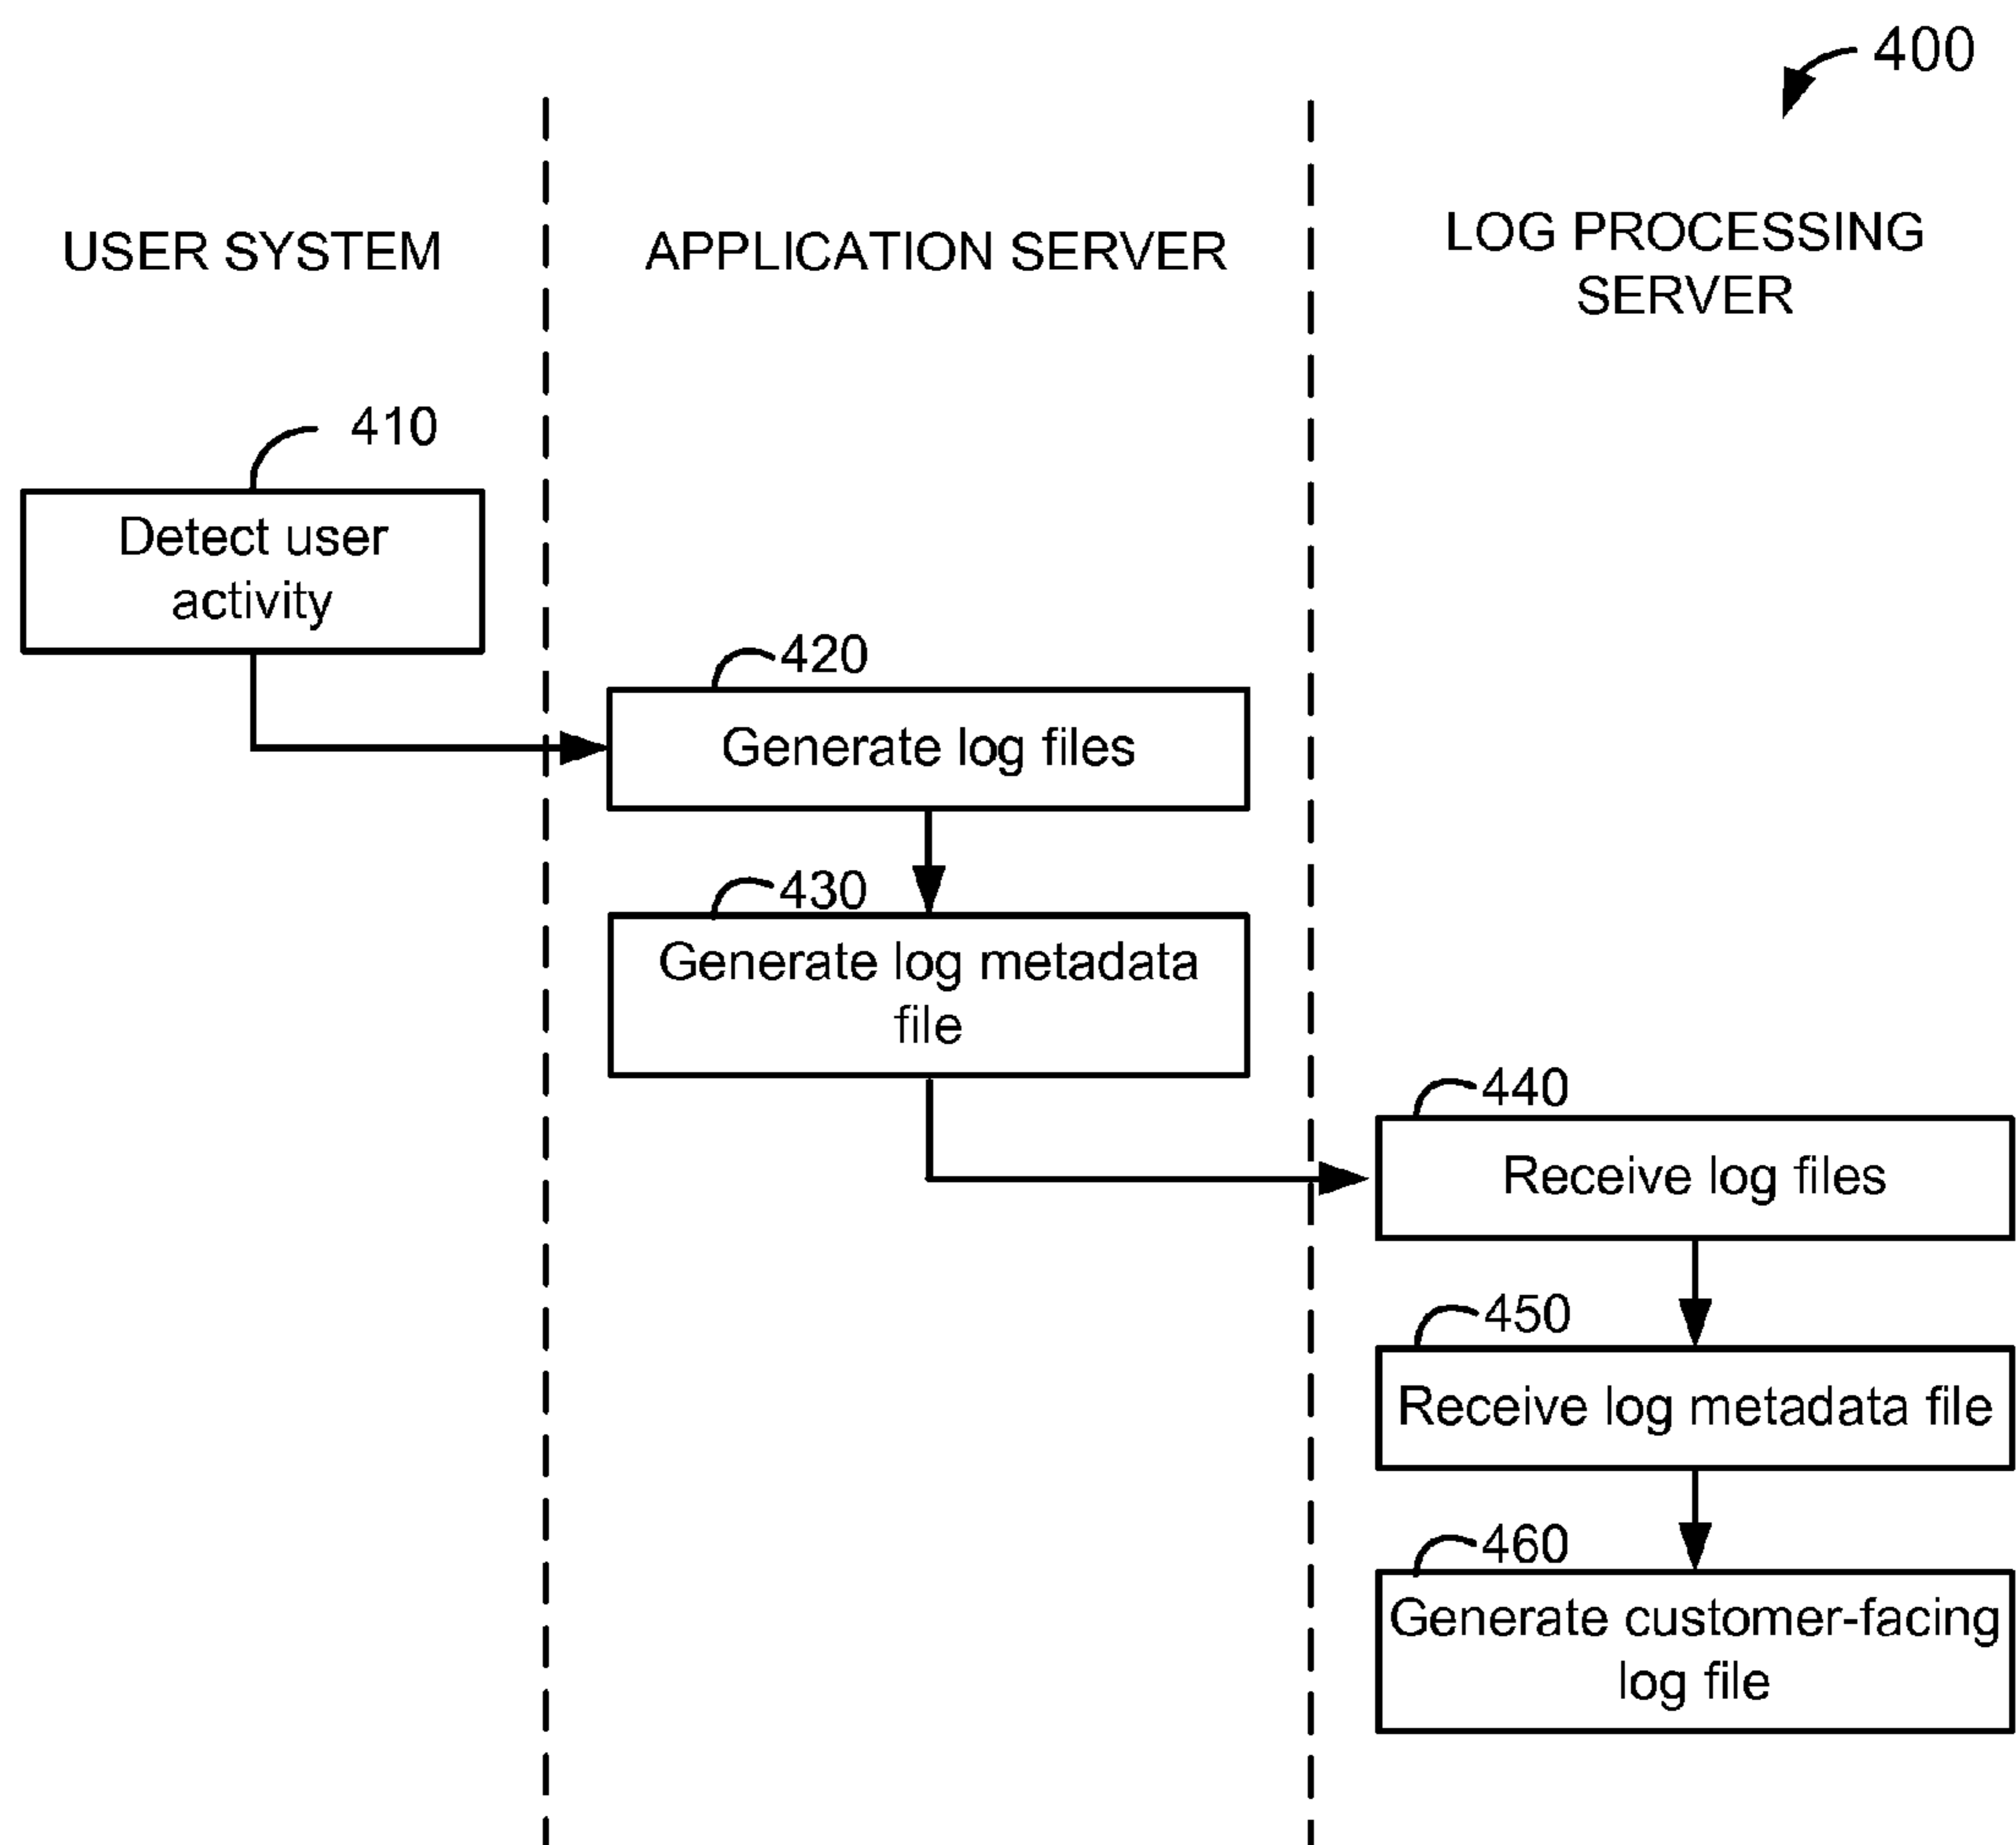 400
USER SYSTEM
APPLICATION SERVER
LOG PROCESSING
SERVER
410
Detect user
activity
420
Generate log files
430
Generate log metadata
file
440
Receive log files
450
Receive log metadata file
460
Generate customer-facing
log file